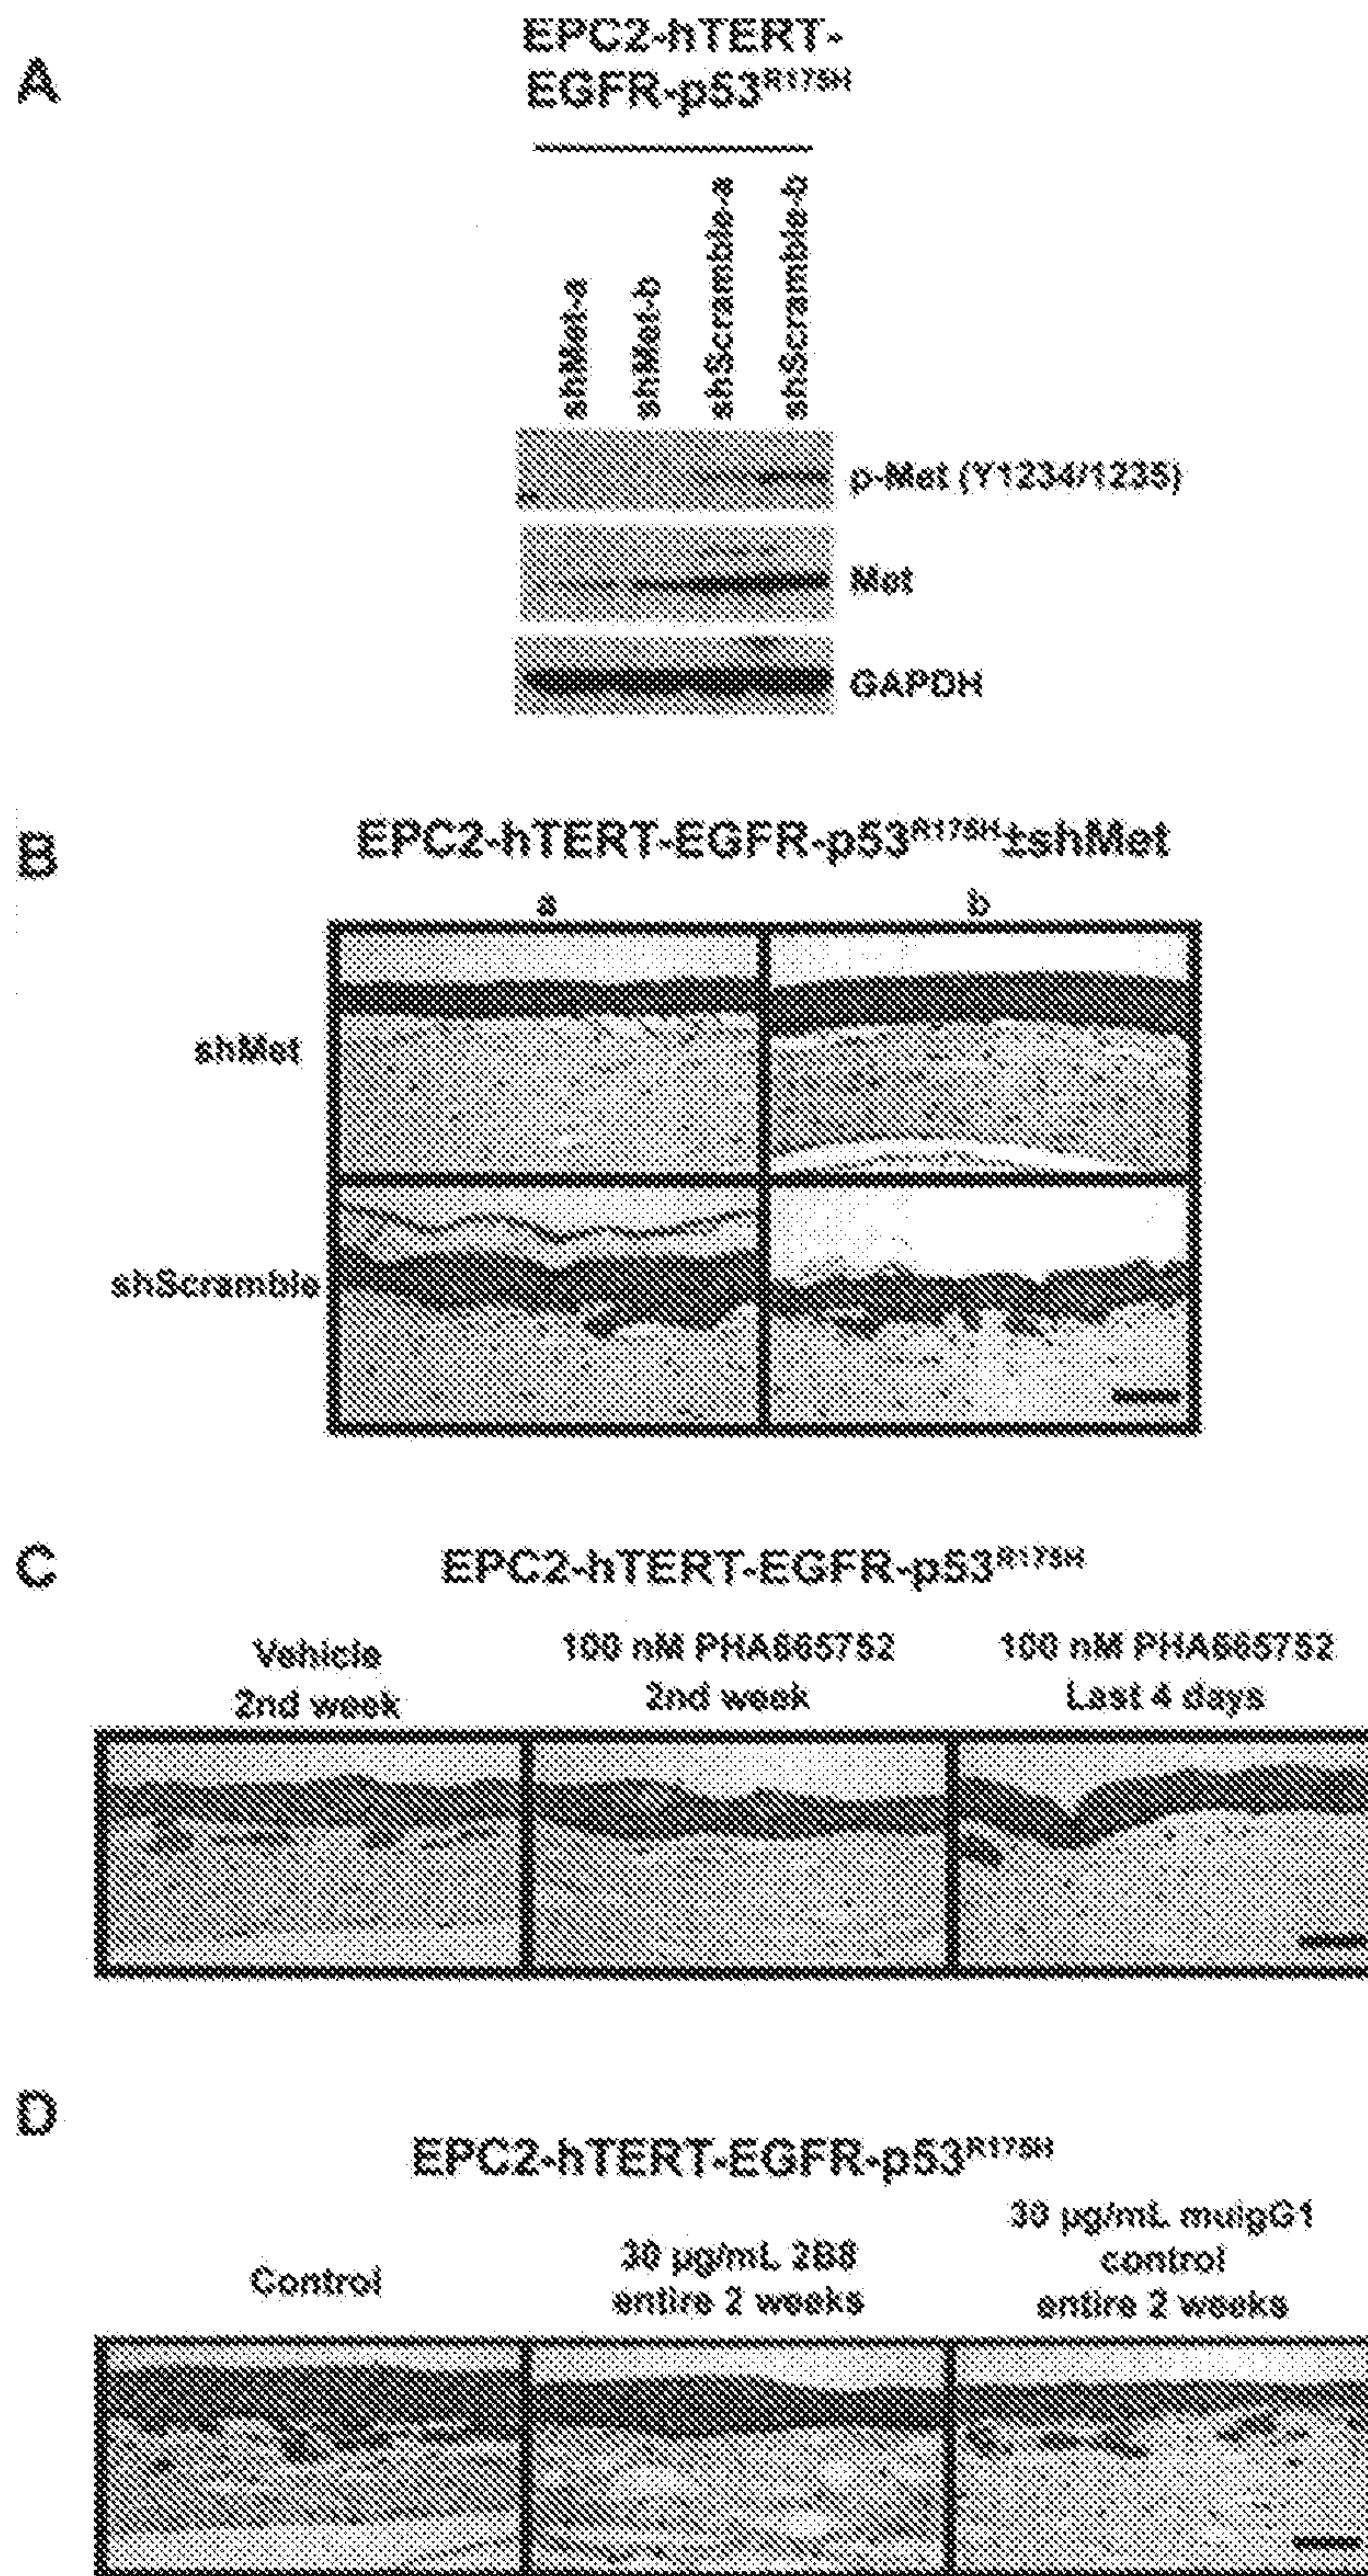 A
EPC2-hTERT-
EGFR-p53R175H
shMet-a
shMet-b
shScramble-a
shScramble-b
p-Met (Y1234/1235)
Met
GAPDH
B
EPC2-hTERT-EGFR-p53R175H±shMet
a
b
shMet
shScramble
C
EPC2-hTERT-EGFR-p53R175H
Vehicle
2nd week
100 nM PHA665752
2nd week
100 nM PHA665752
Last 4 days
D
EPC2-hTERT-EGFR-p53R175H
Control
30 µg/mL 2B8
entire 2 weeks
30 µg/mL muIgG1
control
entire 2 weeks